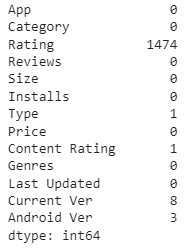 App 0
Category 0
Rating 1474
Reviews 0
Size 0
Installs 0
Type 1
Price 0
Content Rating 1
Genres 0
Last Updated 0
Current Ver 8
Android Ver 3
dtype: int64